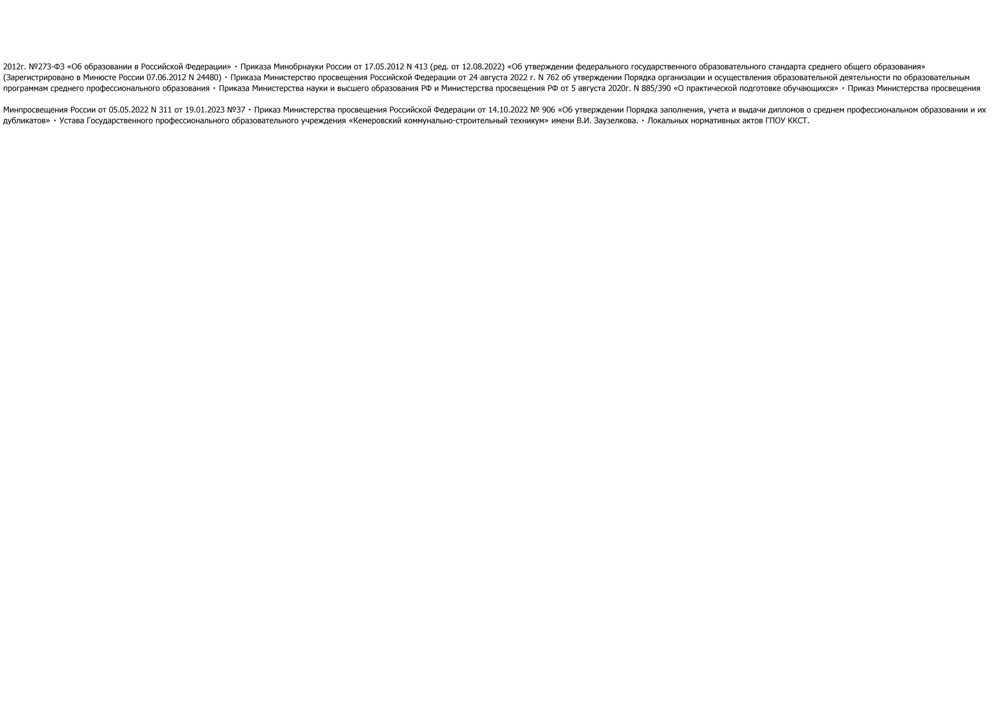 2012г. №273-ФЗ «Об образовании в Российской Федерации» · Приказа Минобрнауки России от 17.05.2012 N 413 (ред. от 12.08.2022) «Об утверждении федерального государственного образовательного стандарта среднего общего образования»
(Зарегистрировано в Минюсте России 07.06.2012 N 24480) · Приказа Министерство просвещения Российской Федерации от 24 августа 2022 г. N 762 об утверждении Порядка организации и осуществления образовательной деятельности по образовательным
программам среднего профессионального образования · Приказа Министерства науки и высшего образования РФ и Министерства просвещения РФ от 5 августа 2020г. N 885/390 «О практической подготовке обучающихся» · Приказ Министерства просвещения
Минпросвещения России от 05.05.2022 N 311 от 19.01.2023 №37 · Приказ Министерства просвещения Российской Федерации от 14.10.2022 № 906 «Об утверждении Порядка заполнения, учета и выдачи дипломов о среднем профессиональном образовании и их
дубликатов» · Устава Государственного профессионального образовательного учреждения «Кемеровский коммунально-строительный техникум» имени В.И. Заузелкова. · Локальных нормативных актов ГПОУ ККСТ.